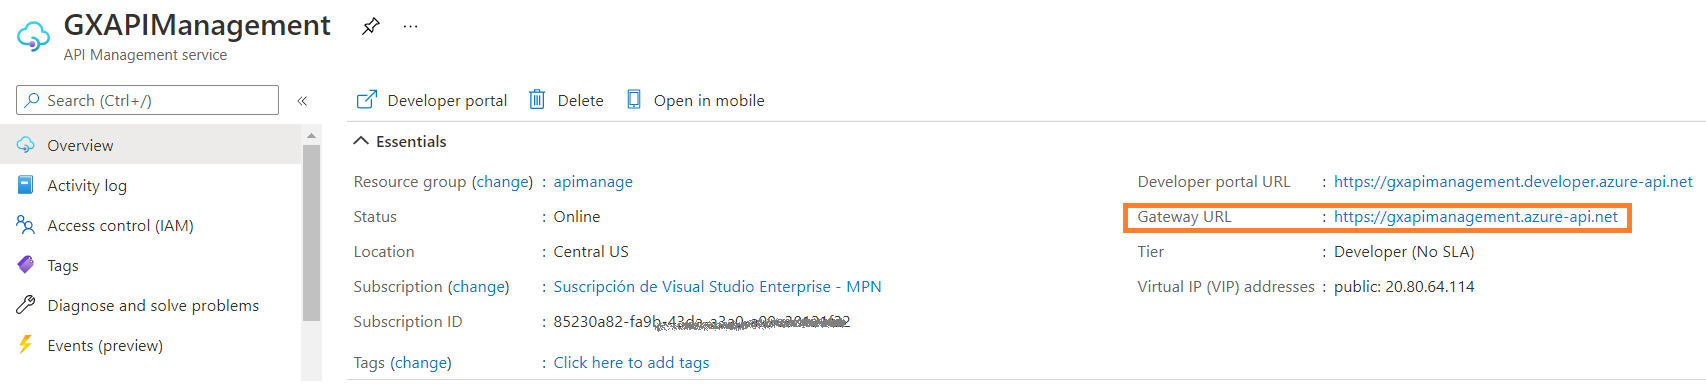 GXAPIManagement
API Management service
Search (Ctrl+/)
«
Overview
Activity log
Access control (IAM)
Tags
Diagnose and solve problems
Events (preview)
Developer portal Delete Open in mobile
Essentials
Resource group (change) : apimanage
Status : Online
Location : Central US
Subscription (change) : Suscripción de Visual Studio Enterprise - MPN
Subscription ID : 85230a82-fa9b-
Tags (change) : Click here to add tags
Developer portal URL : https://gxapimanagement.developer.azure-api.net
Gateway URL : https://gxapimanagement.azure-api.net
Tier : Developer (No SLA)
Virtual IP (VIP) addresses : public: 20.80.64.114